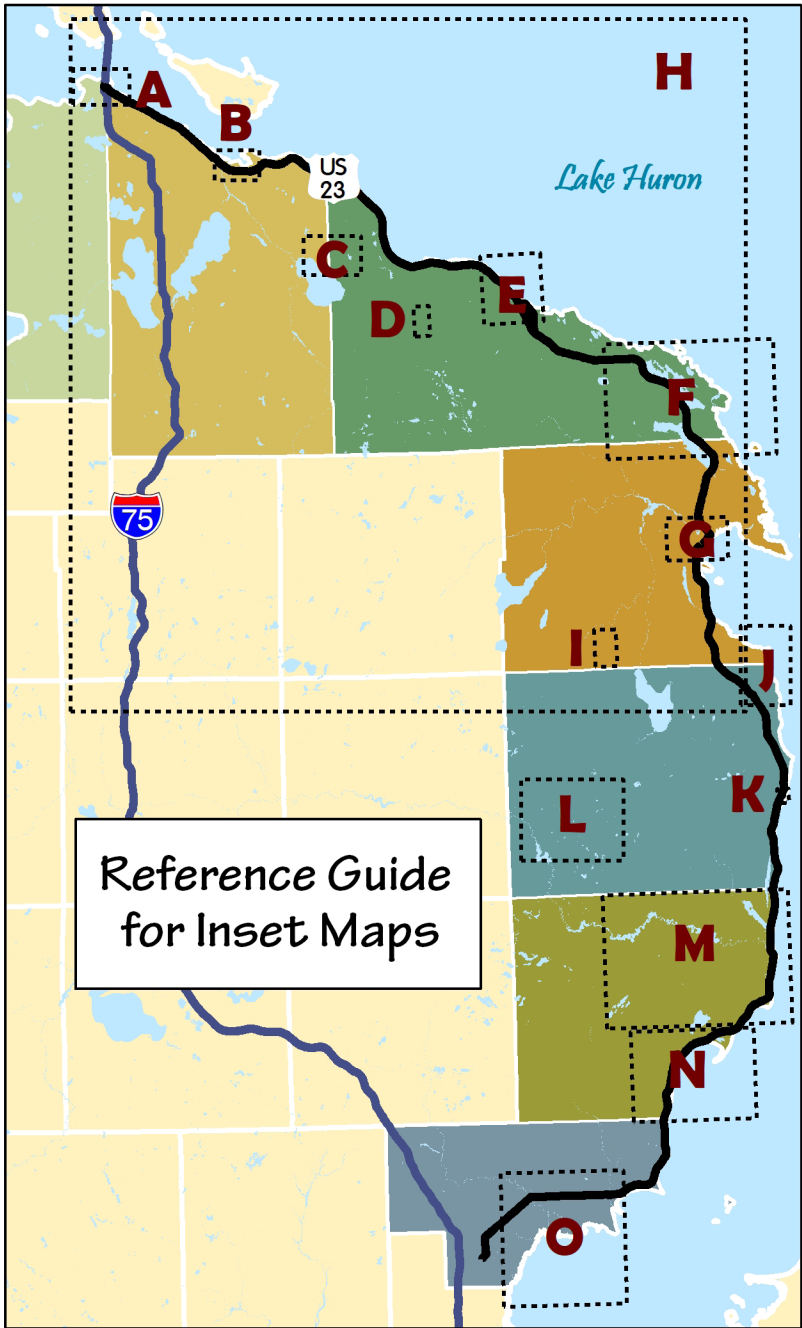 H
A
B
US
23
Lake Huron
C
E
D
F
75
G
I
J
K
L
Reference Guide
for Inset Maps
M
N
O